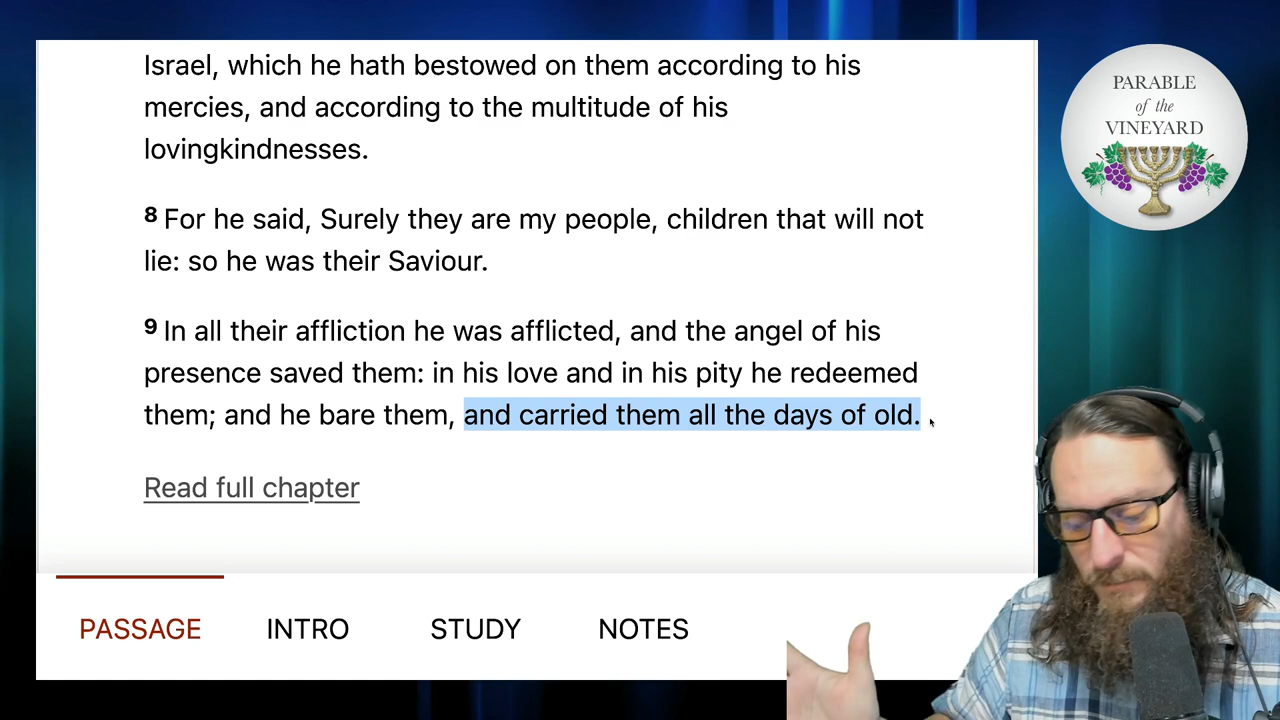 Israel, which he hath bestowed on them according to his
mercies, and according to the multitude of his
lovingkindnesses.
8 For he said, Surely they are my people, children that will not
lie: so he was their Saviour.
9 In all their affliction he was afflicted, and the angel of his
presence saved them: in his love and in his pity he redeemed
them; and he bare them, and carried them all the days of old.
Read full chapter
PASSAGE INTRO STUDY NOTES
PARABLE
of the
VINEYARD